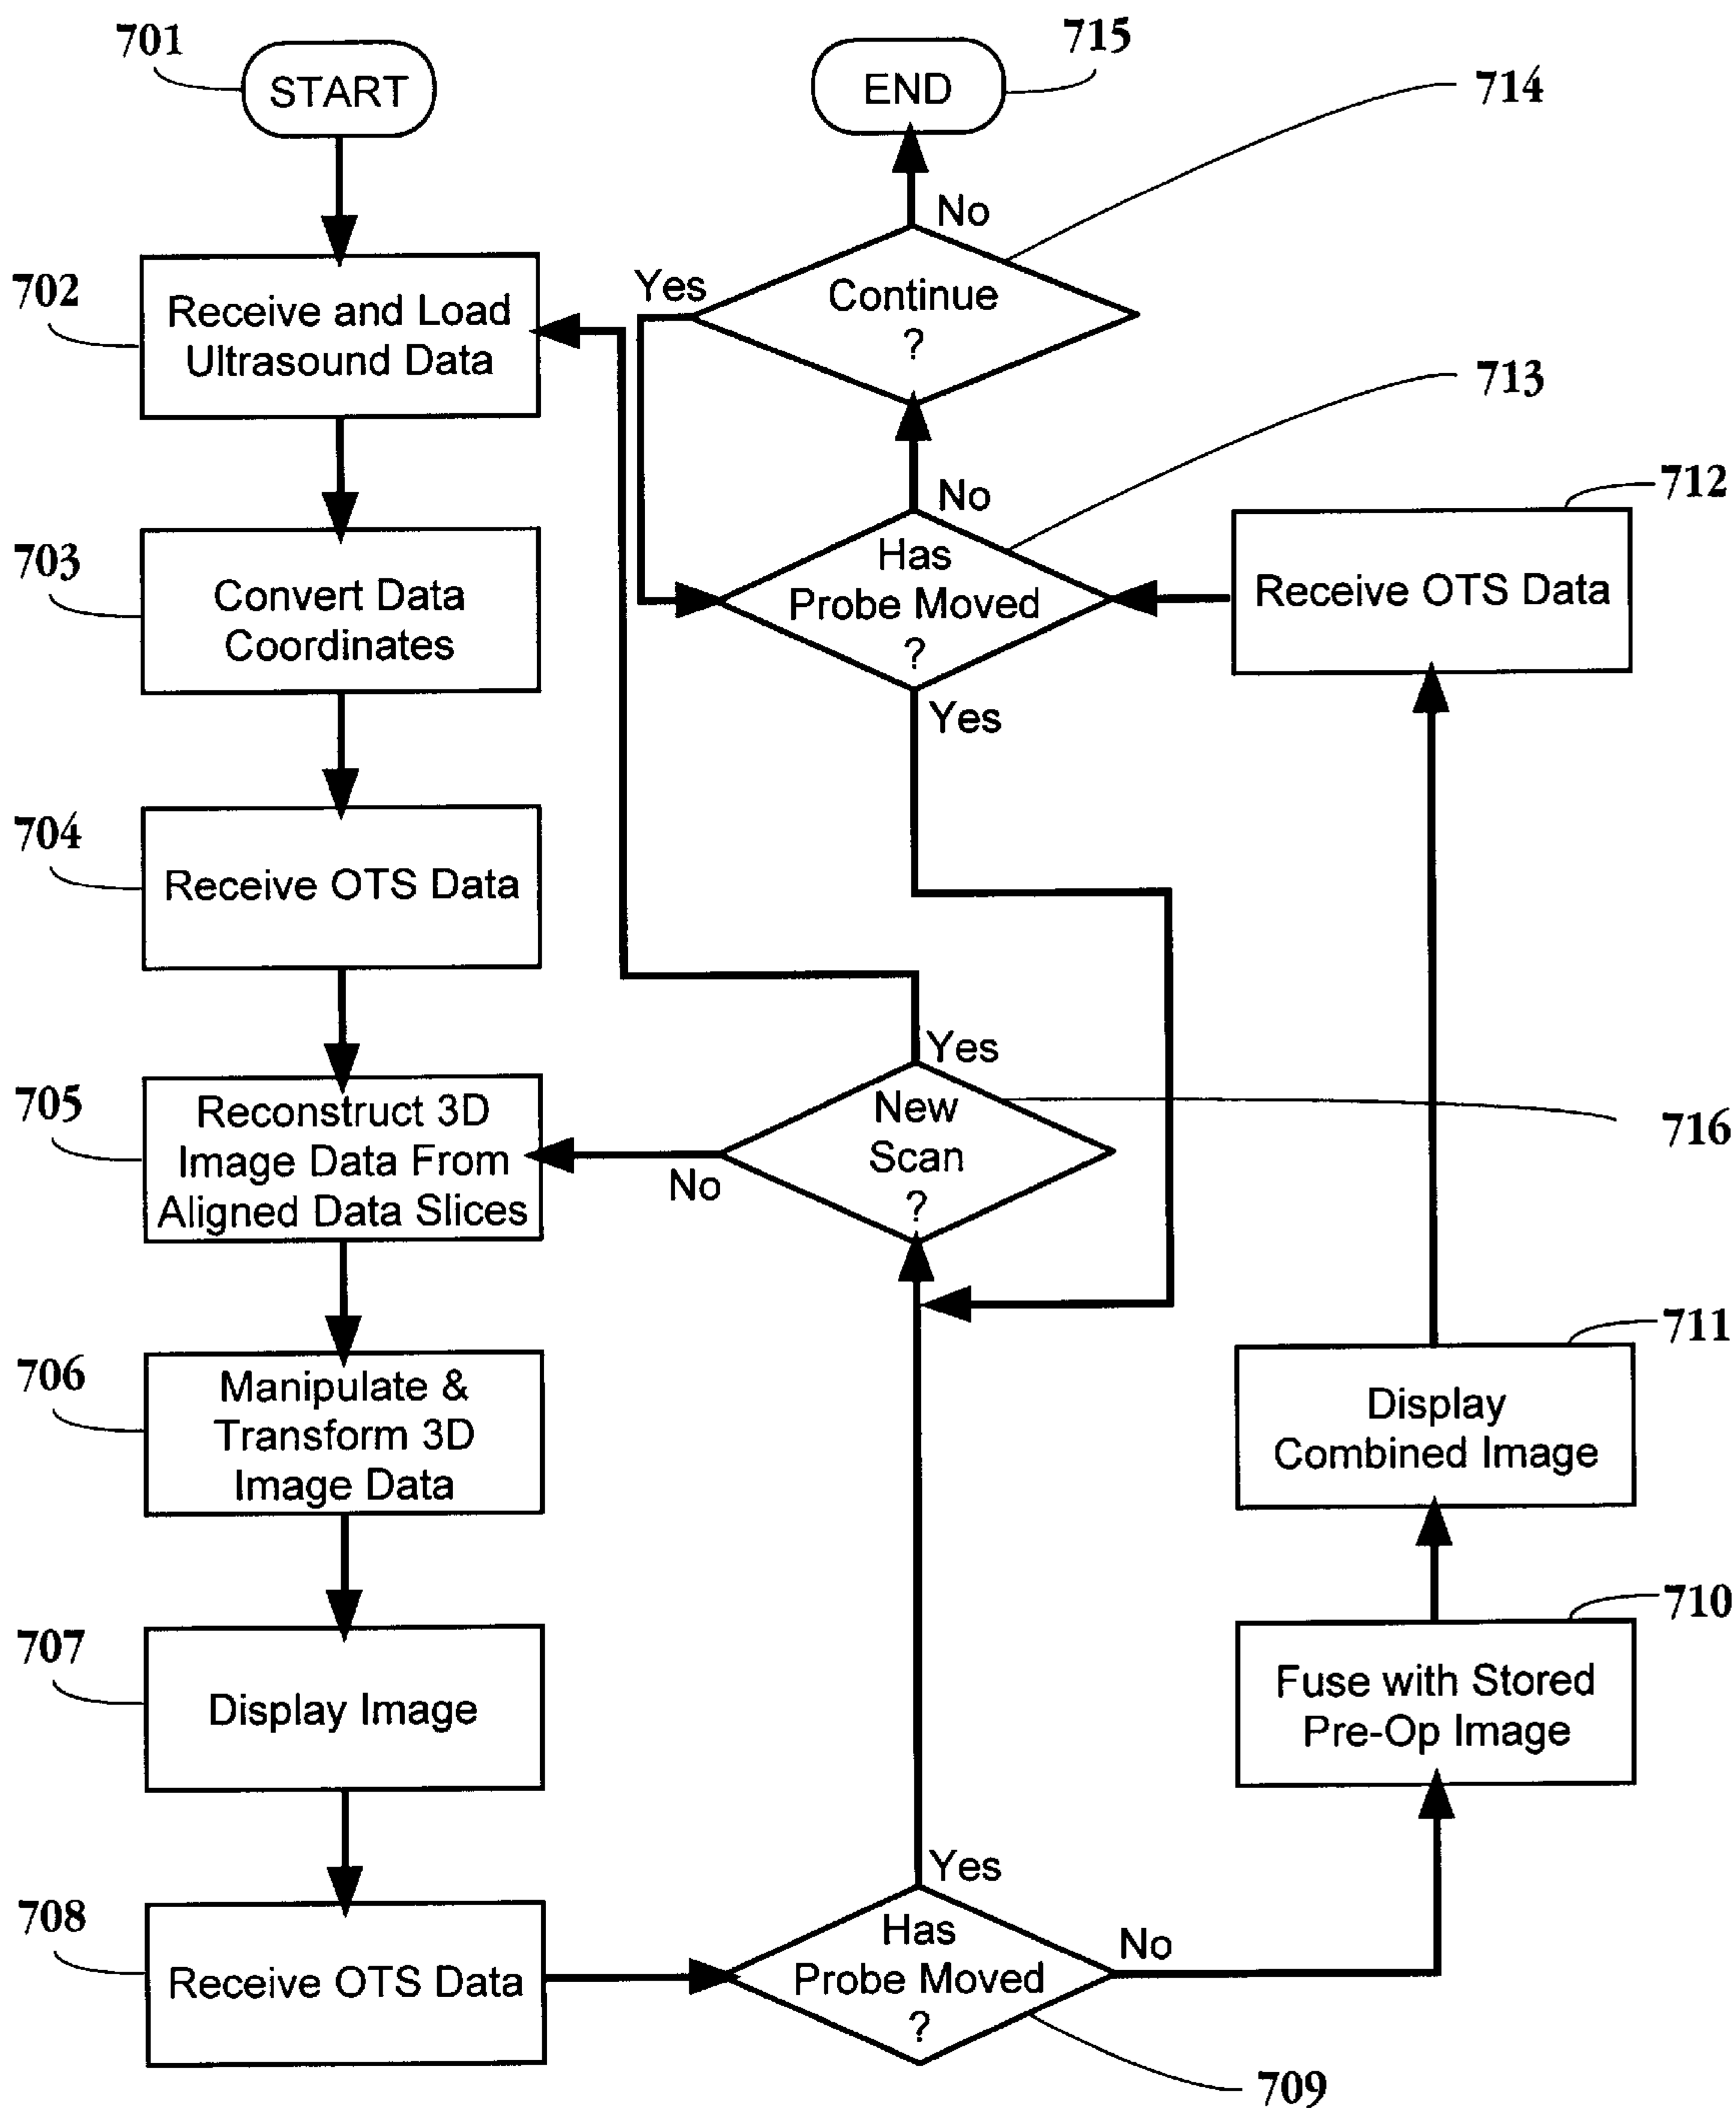 701
START
702
Receive and Load
Ultrasound Data
703
Convert Data
Coordinates
704
Receive OTS Data
705
Reconstruct 3D
Image Data From
Aligned Data Slices
706
Manipulate &
Transform 3D
Image Data
707
Display Image
708
Receive OTS Data
Has
Probe Moved
?
709
Yes
No
New
Scan
?
716
Yes
No
710
Fuse with Stored
Pre-Op Image
711
Display
Combined Image
712
Receive OTS Data
713
Has
Probe Moved
?
Yes
No
714
Continue
?
Yes
No
715
END